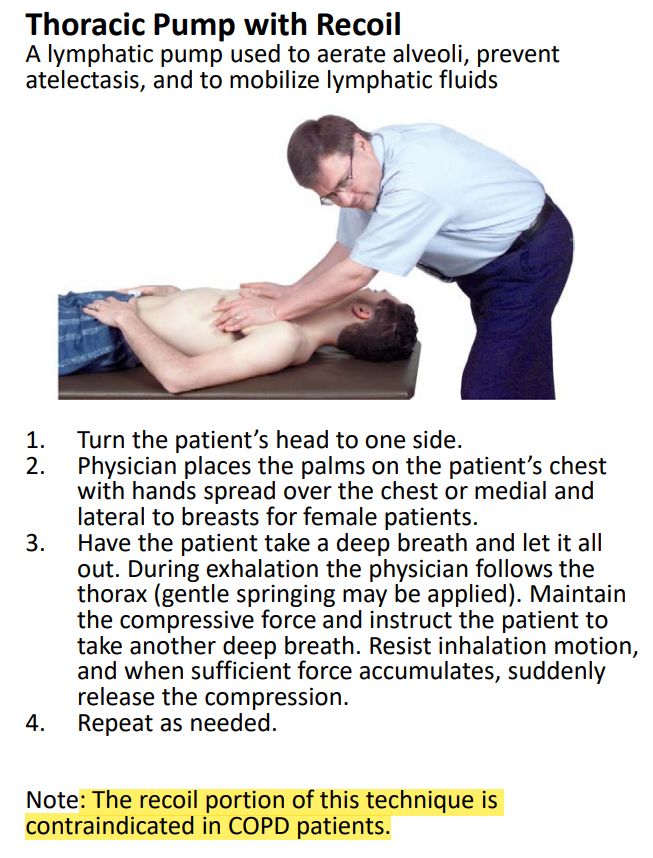 Thoracic Pump with Recoil
A lymphatic pump used to aerate alveoli, prevent
atelectasis, and to mobilize lymphatic fluids
1. Turn the patient’s head to one side.
2. Physician places the palms on the patient’s chest
with hands spread over the chest or medial and
lateral to breasts for female patients.
3. Have the patient take a deep breath and let it all
out. During exhalation the physician follows the
thorax (gentle springing may be applied). Maintain
the compressive force and instruct the patient to
take another deep breath. Resist inhalation motion,
and when sufficient force accumulates, suddenly
release the compression.
4. Repeat as needed.
Note: The recoil portion of this technique is
contraindicated in COPD patients.